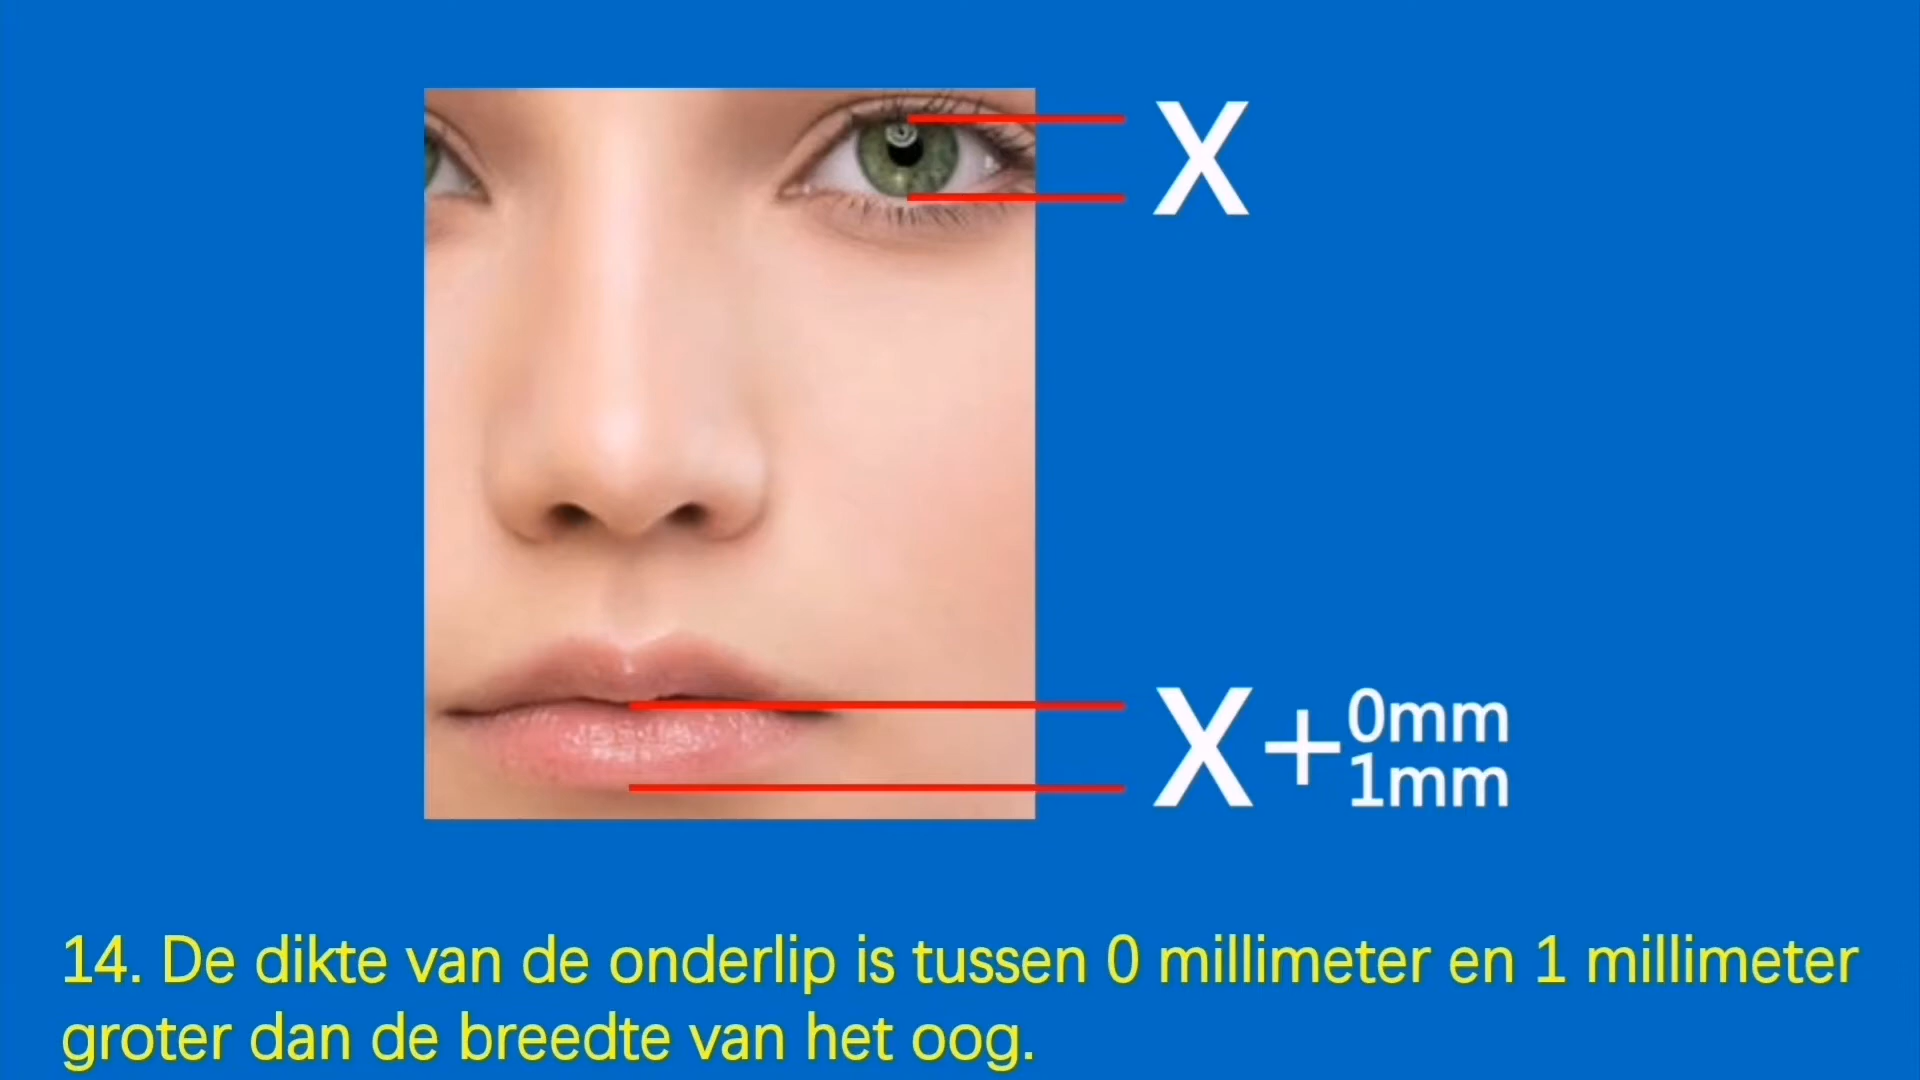 X
X+0mm
1mm
14. De dikte van de onderlip is tussen 0 millimeter en 1 millimeter
groter dan de breedte van het oog.